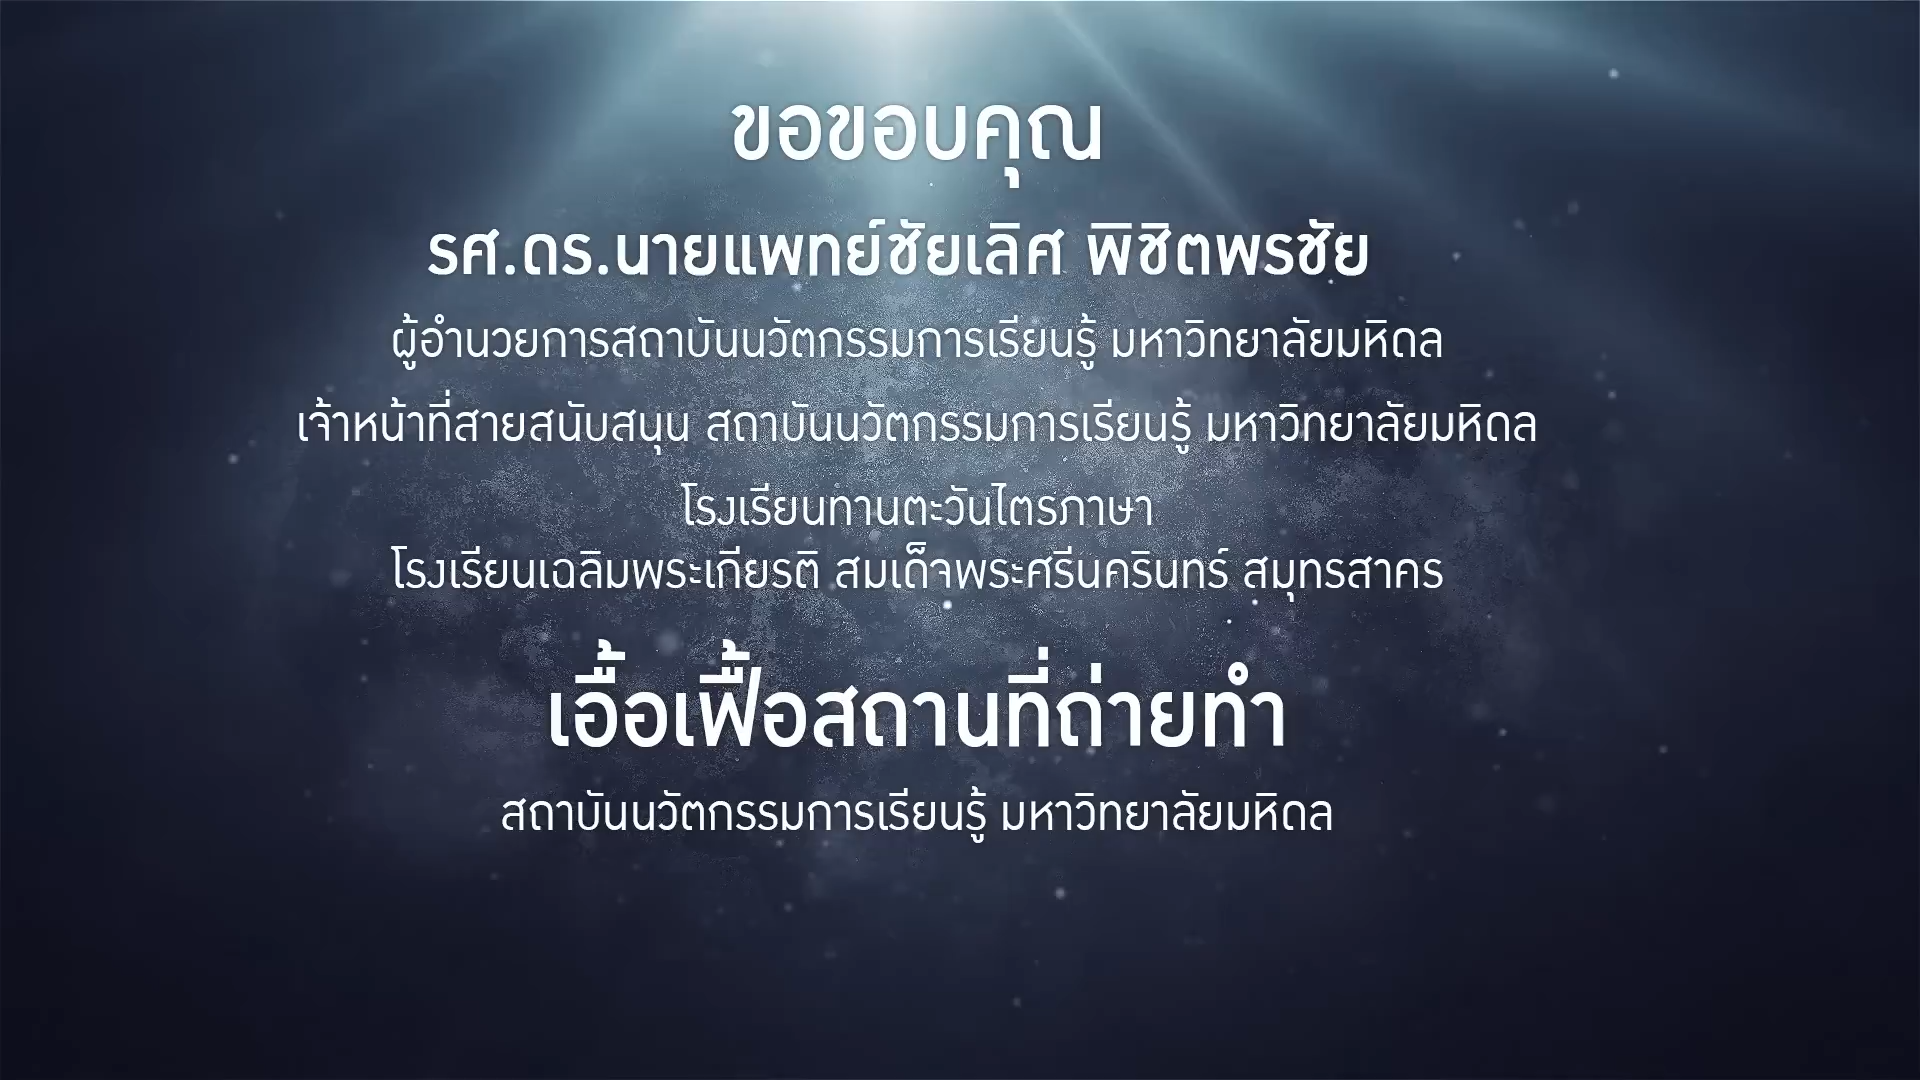 ขอขอบคุณ
รศ.ดร.นายแพทย์ชัยเลิศ พิชิตพรชัย
ผู้อำนวยการสถาบันนวัตกรรมการเรียนรู้ มหาวิทยาลัยมหิดล
เจ้าหน้าที่สายสนับสนุน สถาบันนวัตกรรมการเรียนรู้ มหาวิทยาลัยมหิดล
โรงเรียนทานตะวันไตรภาษา
โรงเรียนเฉลิมพระเกียรติ สมเด็จพระศรีนครินทร์ สมุทรสาคร
เอื้อเฟื้อสถานที่ถ่ายทำ
สถาบันนวัตกรรมการเรียนรู้ มหาวิทยาลัยมหิดล